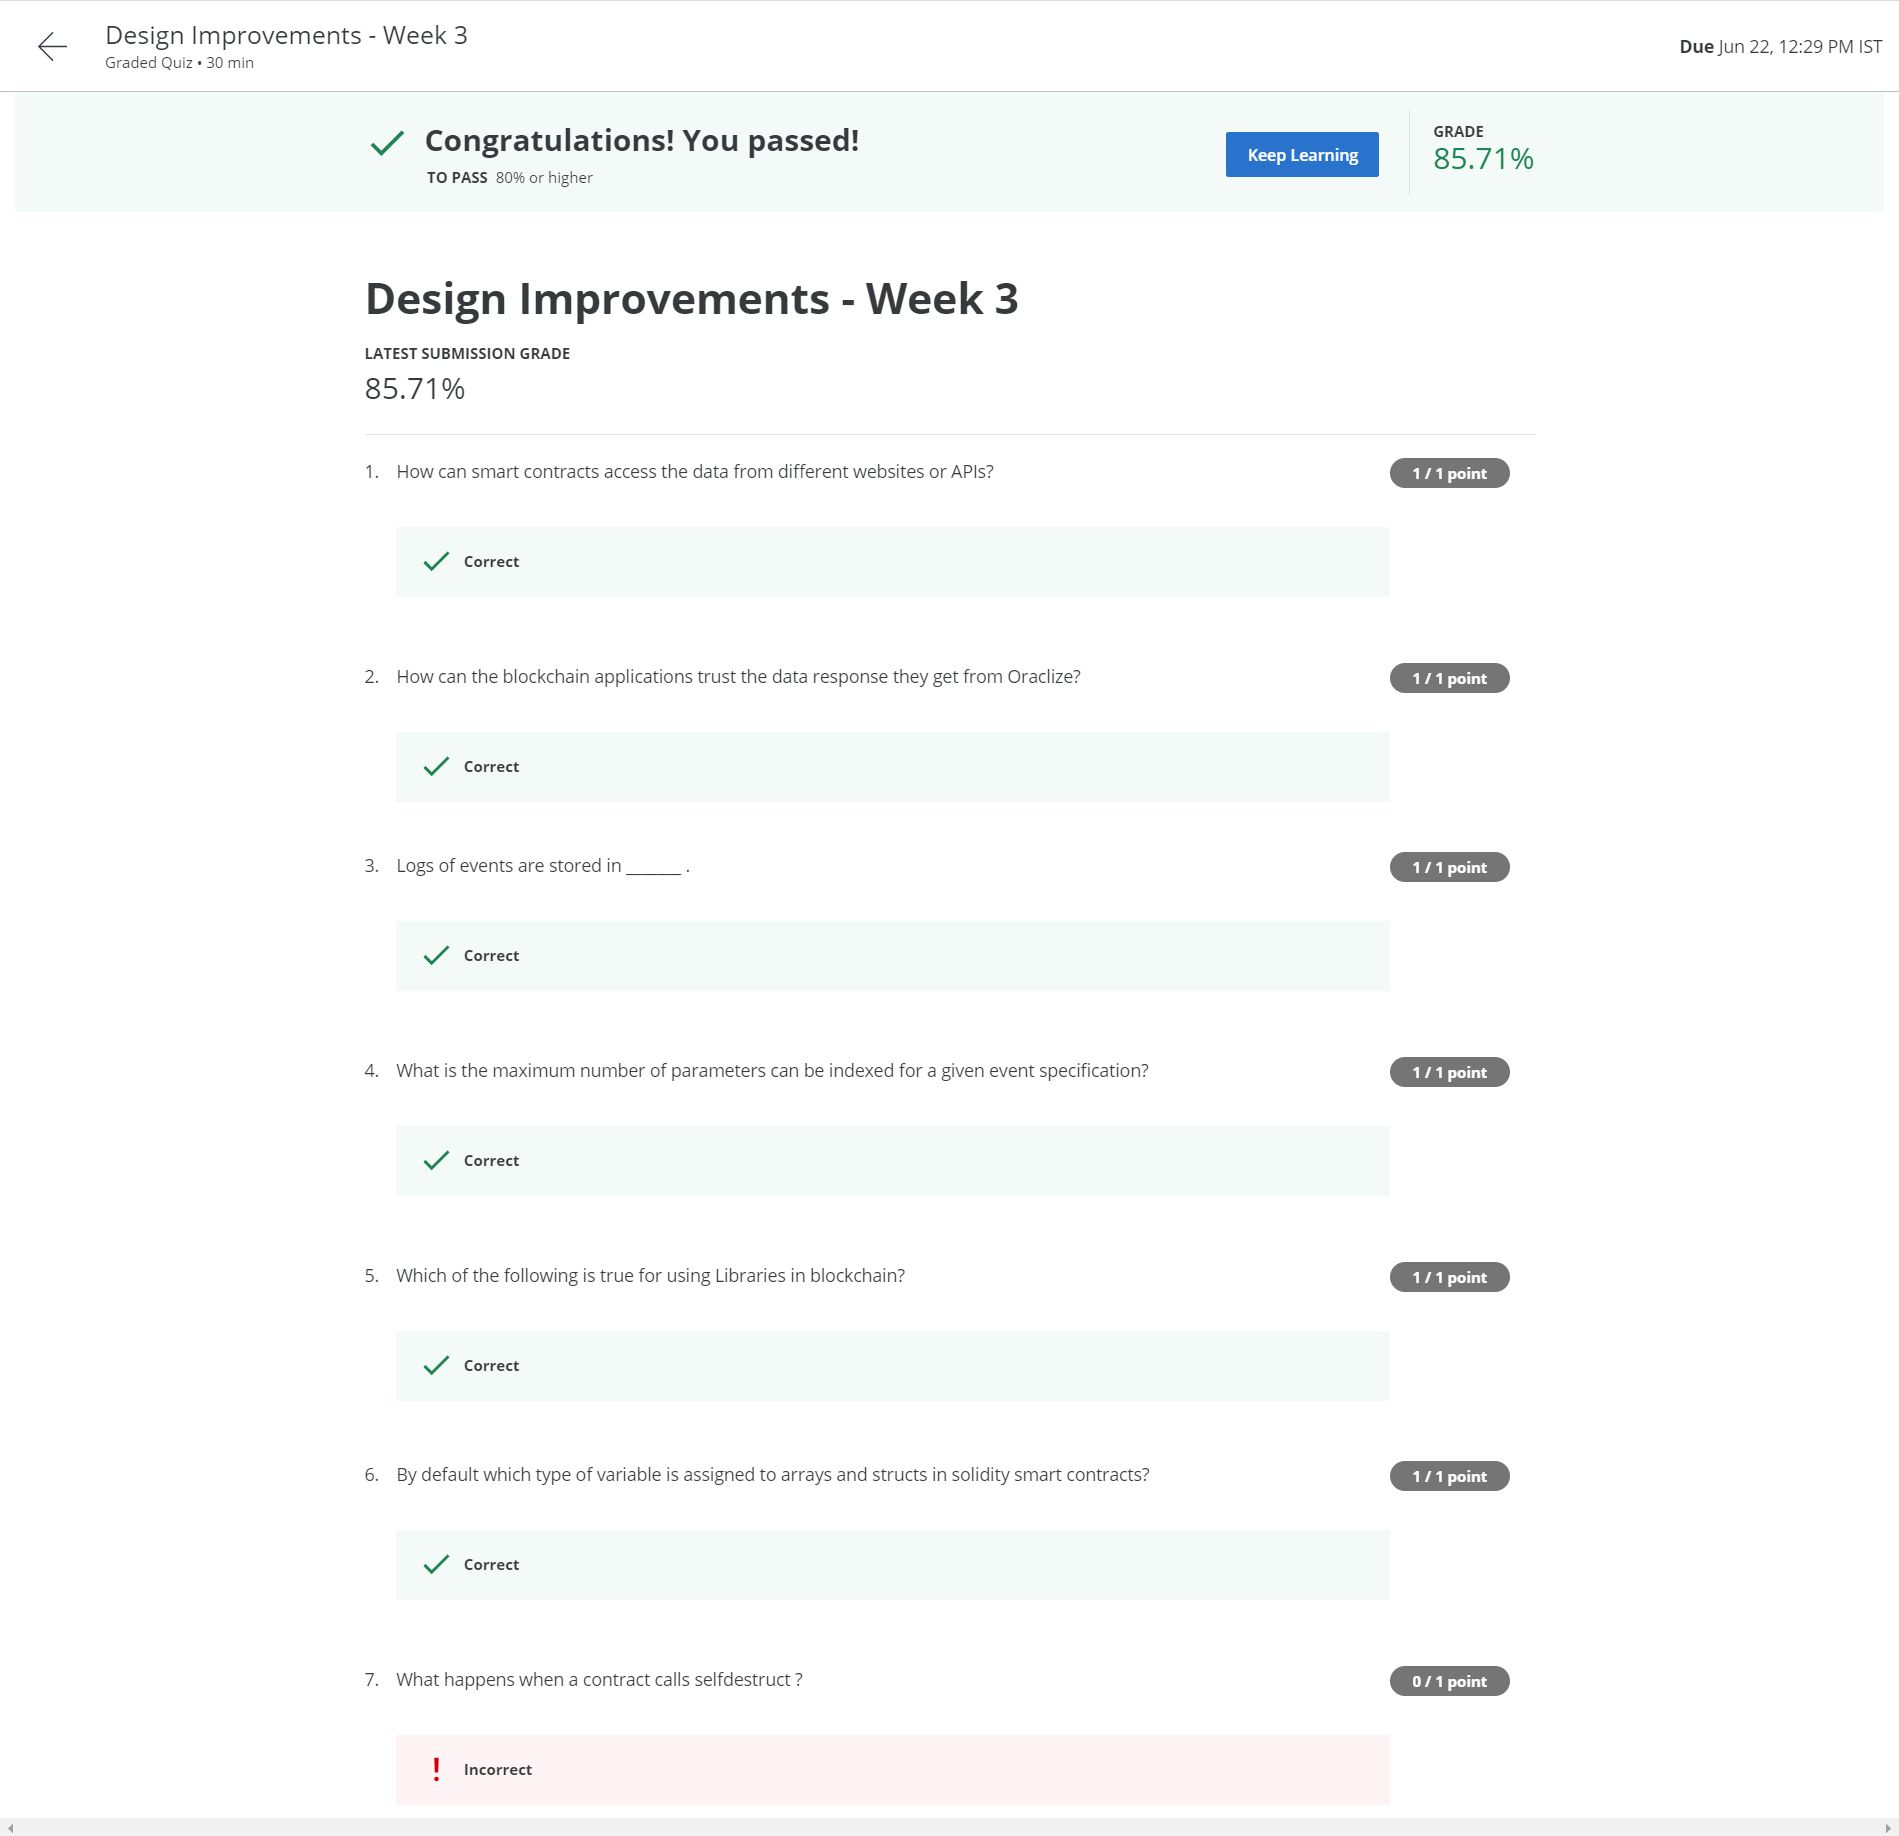 Design Improvements - Week 3
Graded Quiz • 30 min
Due Jun 22, 12:29 PM IST
Congratulations! You passed!
TO PASS 80% or higher
Keep Learning
GRADE
85.71%
Design Improvements - Week 3
LATEST SUBMISSION GRADE
85.71%
1. How can smart contracts access the data from different websites or APIs?
1 / 1 point
Correct
2. How can the blockchain applications trust the data response they get from Oraclize?
1 / 1 point
Correct
3. Logs of events are stored in _______ .
1 / 1 point
Correct
4. What is the maximum number of parameters can be indexed for a given event specification?
1 / 1 point
Correct
5. Which of the following is true for using Libraries in blockchain?
1 / 1 point
Correct
6. By default which type of variable is assigned to arrays and structs in solidity smart contracts?
1 / 1 point
Correct
7. What happens when a contract calls selfdestruct ?
0 / 1 point
! Incorrect